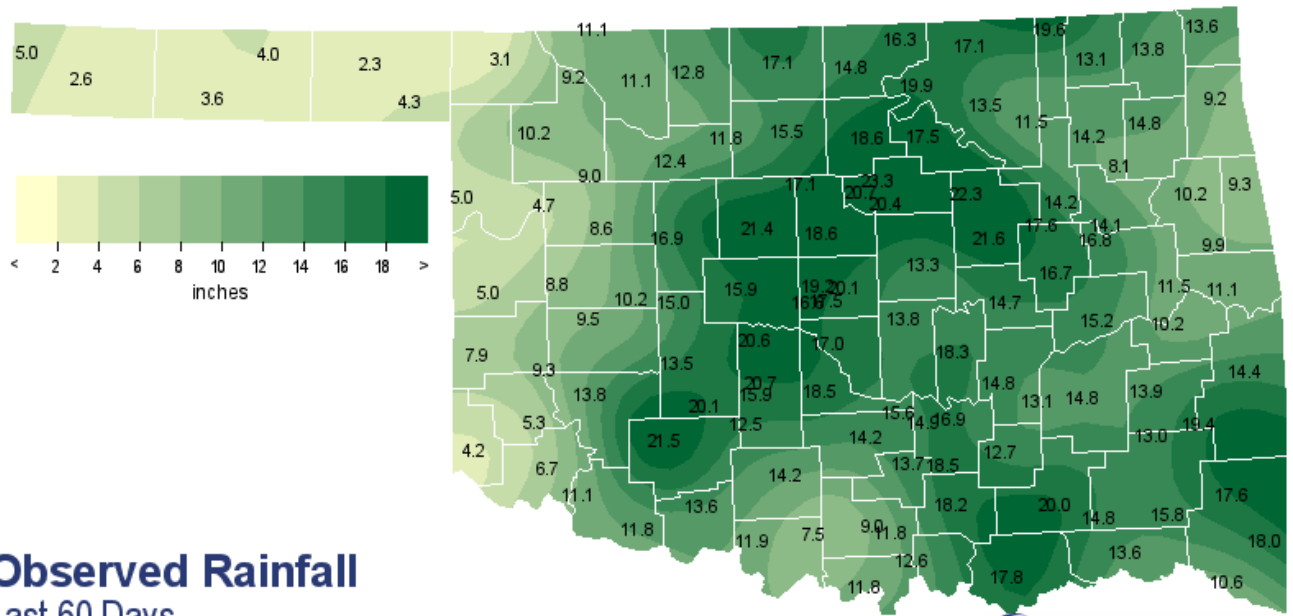 11.1
16.3 17.1 19.6 13.6
5.0 4.0 3.1 13.1 13.8
2.6 2.3 9.2 11.1 12.8 17.1 14.8
3.6 4.3 19.9 13.5 9.2
10.2 11.8 15.5 18.6 17.5 11.5 14.2 14.8
12.4 8.1
9.0 17.1 23.3 22.3 10.2 9.3
5.0 4.7 20.4 14.2
8.6 16.9 21.4 18.6 21.6 17.6 14.1
16.8 9.9
13.3 16.7
5.0 8.8 10.2 15.0 15.9 20.1 14.7 11.5 11.1
< 2 4 6 8 10 12 14 16 18 >
inches
9.5 13.8 15.2 10.2
7.9 9.3 13.5 20.6 17.0 18.3
13.8 20.7 18.5 14.8 13.9 14.4
15.9 13.1 14.8
5.3 20.1 12.5 15.6 14.9 16.9 19.4
4.2 21.5 14.2 12.7 13.0
6.7 14.2 13.7 18.5
11.1 13.6 18.2 20.0 17.6
11.8 11.9 7.5 9.0 11.8 14.8 15.8
12.6 13.6 18.0
11.8 17.8 10.6
Observed Rainfall
Last 60 Days